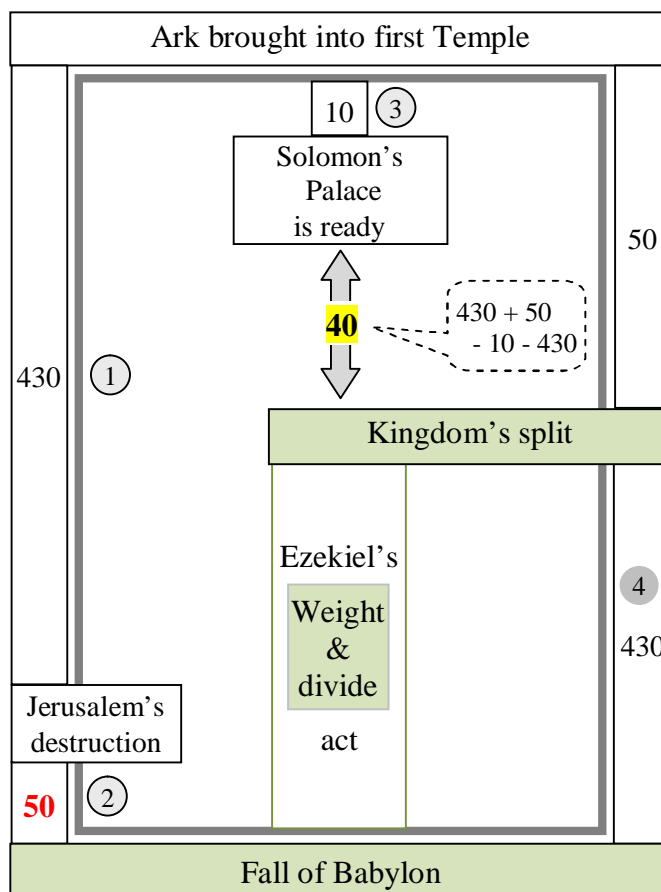 Ark brought into first Temple
10
3
Solomon's
Palace
is ready
50
40
430 + 50
- 10 - 430
430
1
Kingdom's split
Ezekiel's
Weight
&
divide
act
4
430
Jerusalem's
destruction
50
2
Fall of Babylon